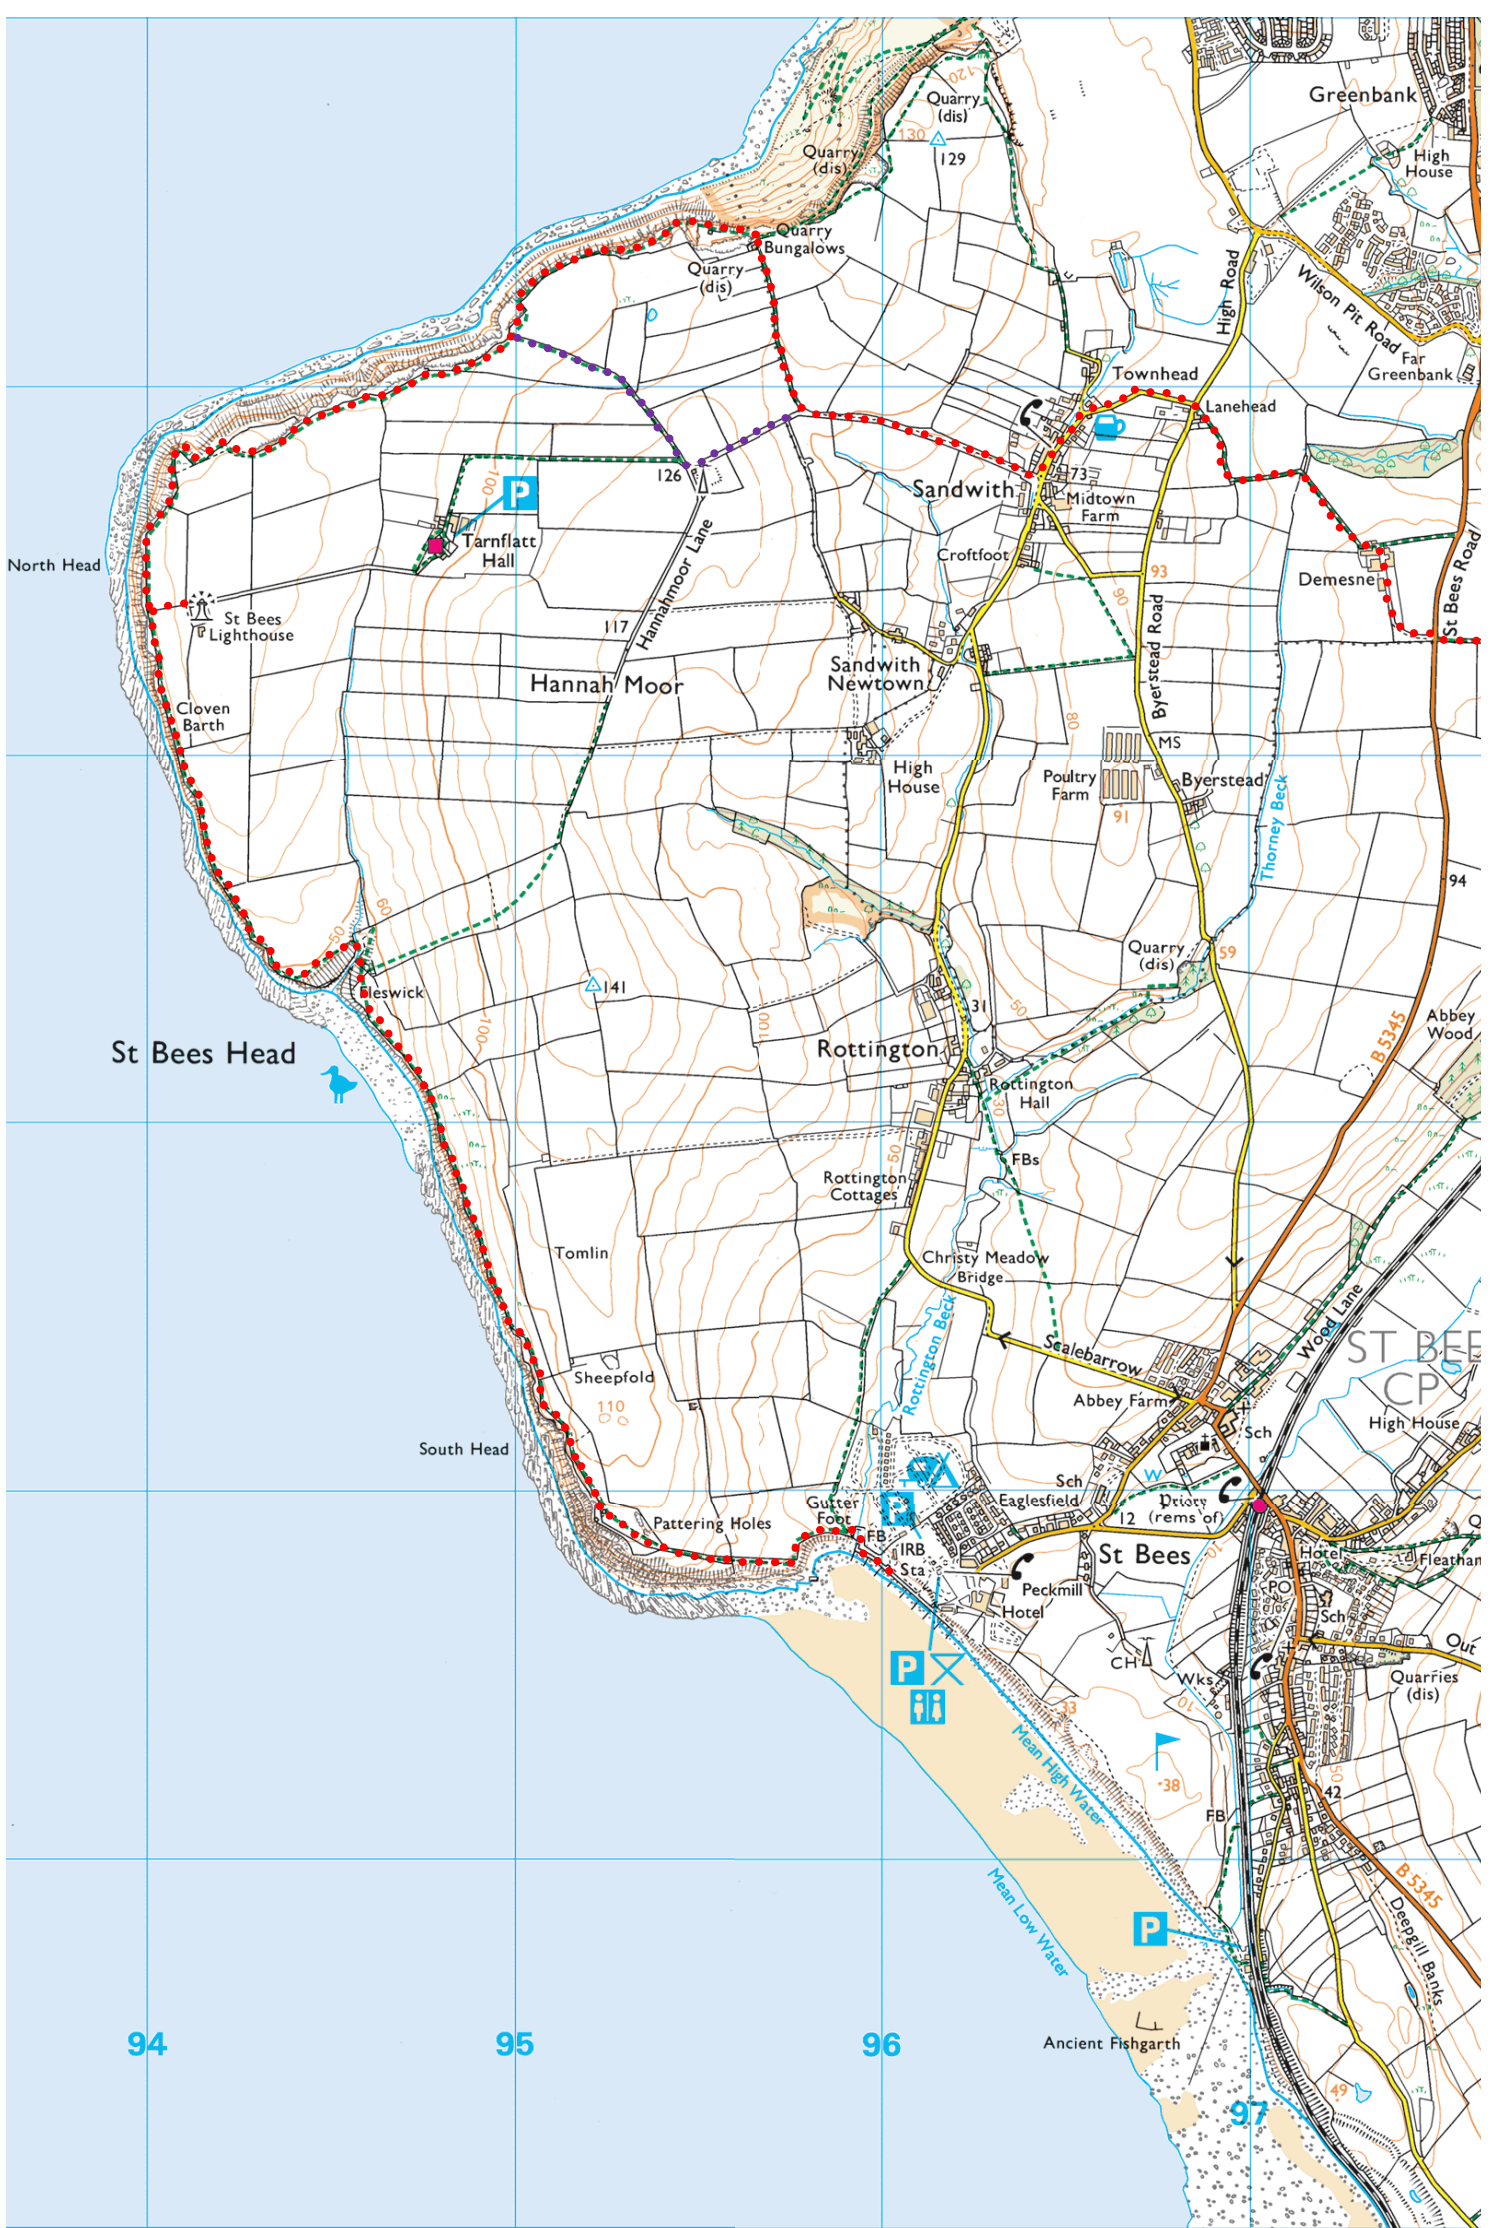 Greenbank
120
Quarry
(dis)
130
129
Quarry
(dis)
High
House
Quarry
Bungalows
Quarry
(dis)
High Road
Wilson Pit Road
Far
Greenbank
Townhead
Lanehead
126
100
P
Sandwith
73
Midtown
Farm
Tarnflatt
Hall
Croftfoot
North Head
93
90
Demesne
St Bees Road
St Bees
Lighthouse
117
Hannahmoor Lane
Byerstead Road
Sandwith
Newtown
Hannah Moor
Cloven
Barth
80
MS
High
House
Poultry
Farm
Byerstead
91
Thorney Beck
94
60
50
Quarry
(dis)
59
Fleswick
141
31
50
100
100
Abbey
Wood
B 5345
St Bees Head
Rottington
Rottington
Hall
30
50
FBs
Rottington
Cottages
Tomlin
Christy Meadow
Bridge
Rottington Beck
Scalebarrow
Wood Lane
ST BEE
CP
Sheepfold
110
Abbey Farm
High House
South Head
Sch
Sch
W
Eaglesfield
P
Gutter
Foot
Pattering Holes
12
Priory
(rems of)
FB
IRB
Sta
St Bees
10
Hotel
Fleathan
Peckmill
PO
Hotel
Sch
CH
Out
P
Wks
Quarries
(dis)
33
10
Mean High Water
38
50
42
FB
B 5345
Mean Low Water
Deepgill Banks
P
94
95
96
Ancient Fishgarth
49
97